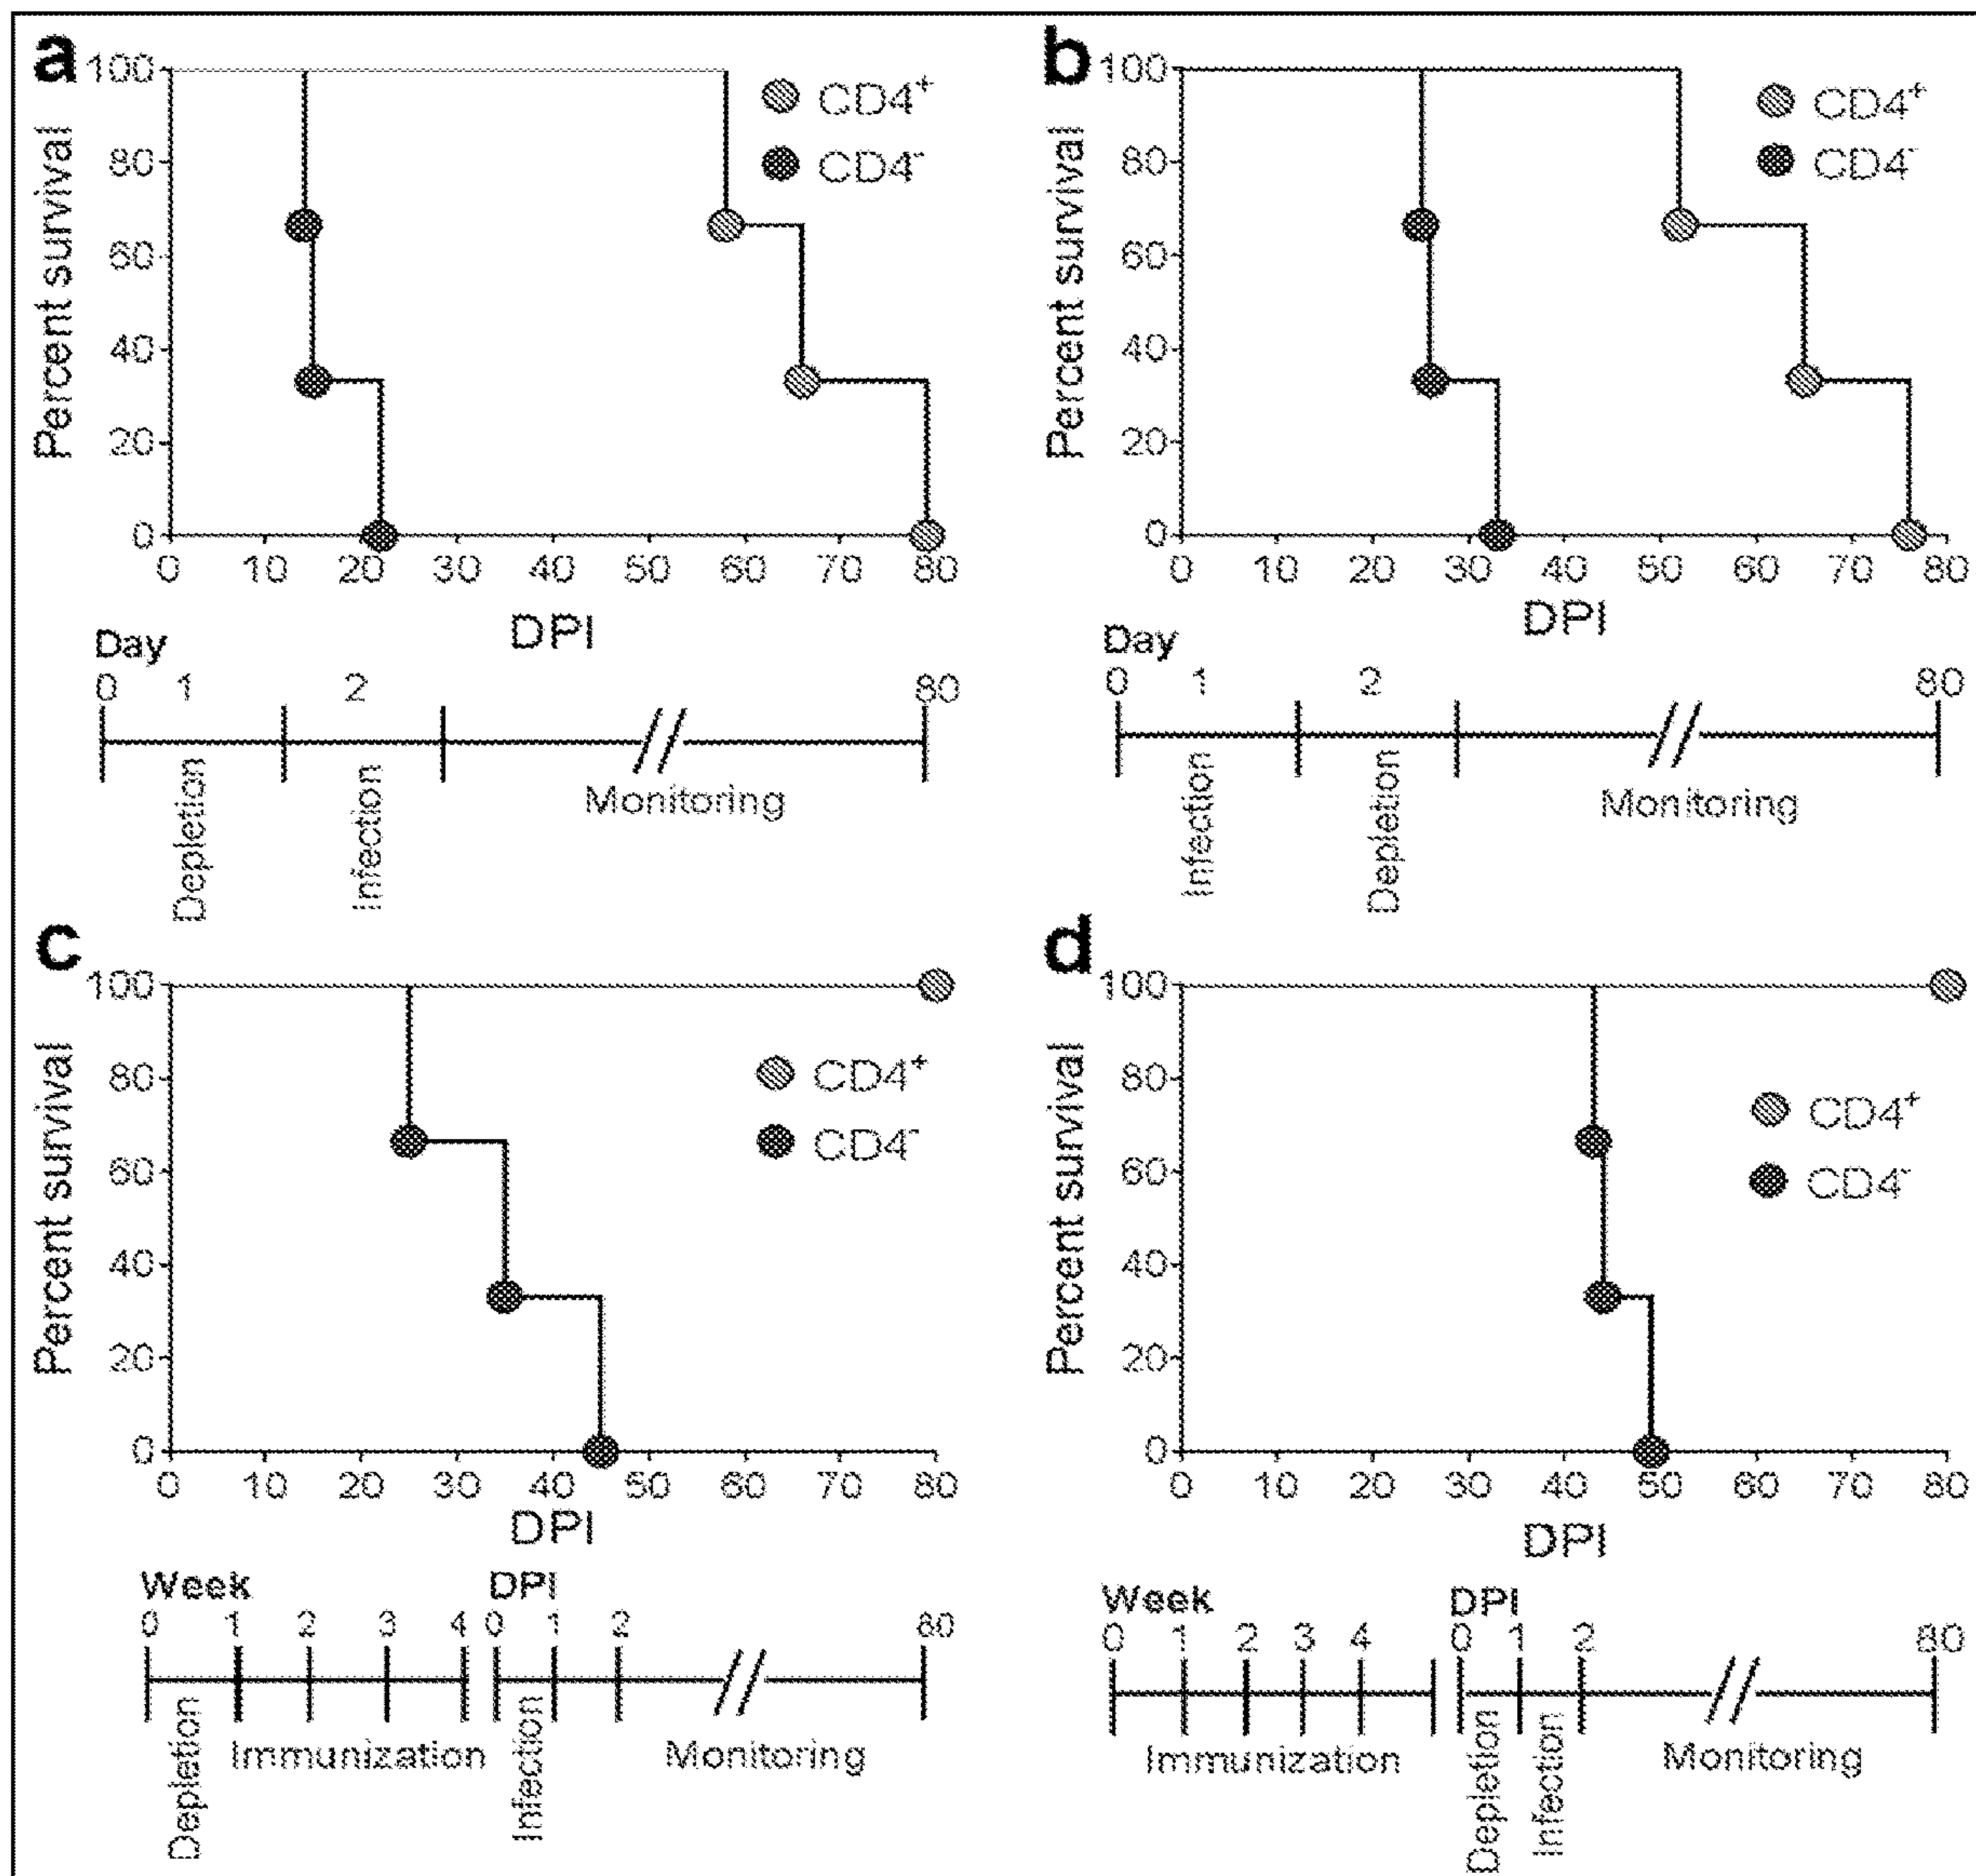 a
Percent survival
100
80
60
40
20
0
CD4⁺
CD4⁻
0 10 20 30 40 50 60 70 80
DPI
Day
0 1 2 80
Depletion
Infection
Monitoring
b
Percent survival
100
80
60
40
20
0
CD4⁺
CD4⁻
0 10 20 30 40 50 60 70 80
DPI
Day
0 1 2 80
Infection
Depletion
Monitoring
c
Percent survival
100
80
60
40
20
0
CD4⁺
CD4⁻
0 10 20 30 40 50 60 70 80
DPI
Week DPI
0 1 2 3 4 0 1 2 80
Depletion
Immunization
Infection
Monitoring
d
Percent survival
100
80
60
40
20
0
CD4⁺
CD4⁻
0 10 20 30 40 50 60 70 80
DPI
Week DPI
0 1 2 3 4 0 1 2 80
Immunization
Depletion
Infection
Monitoring